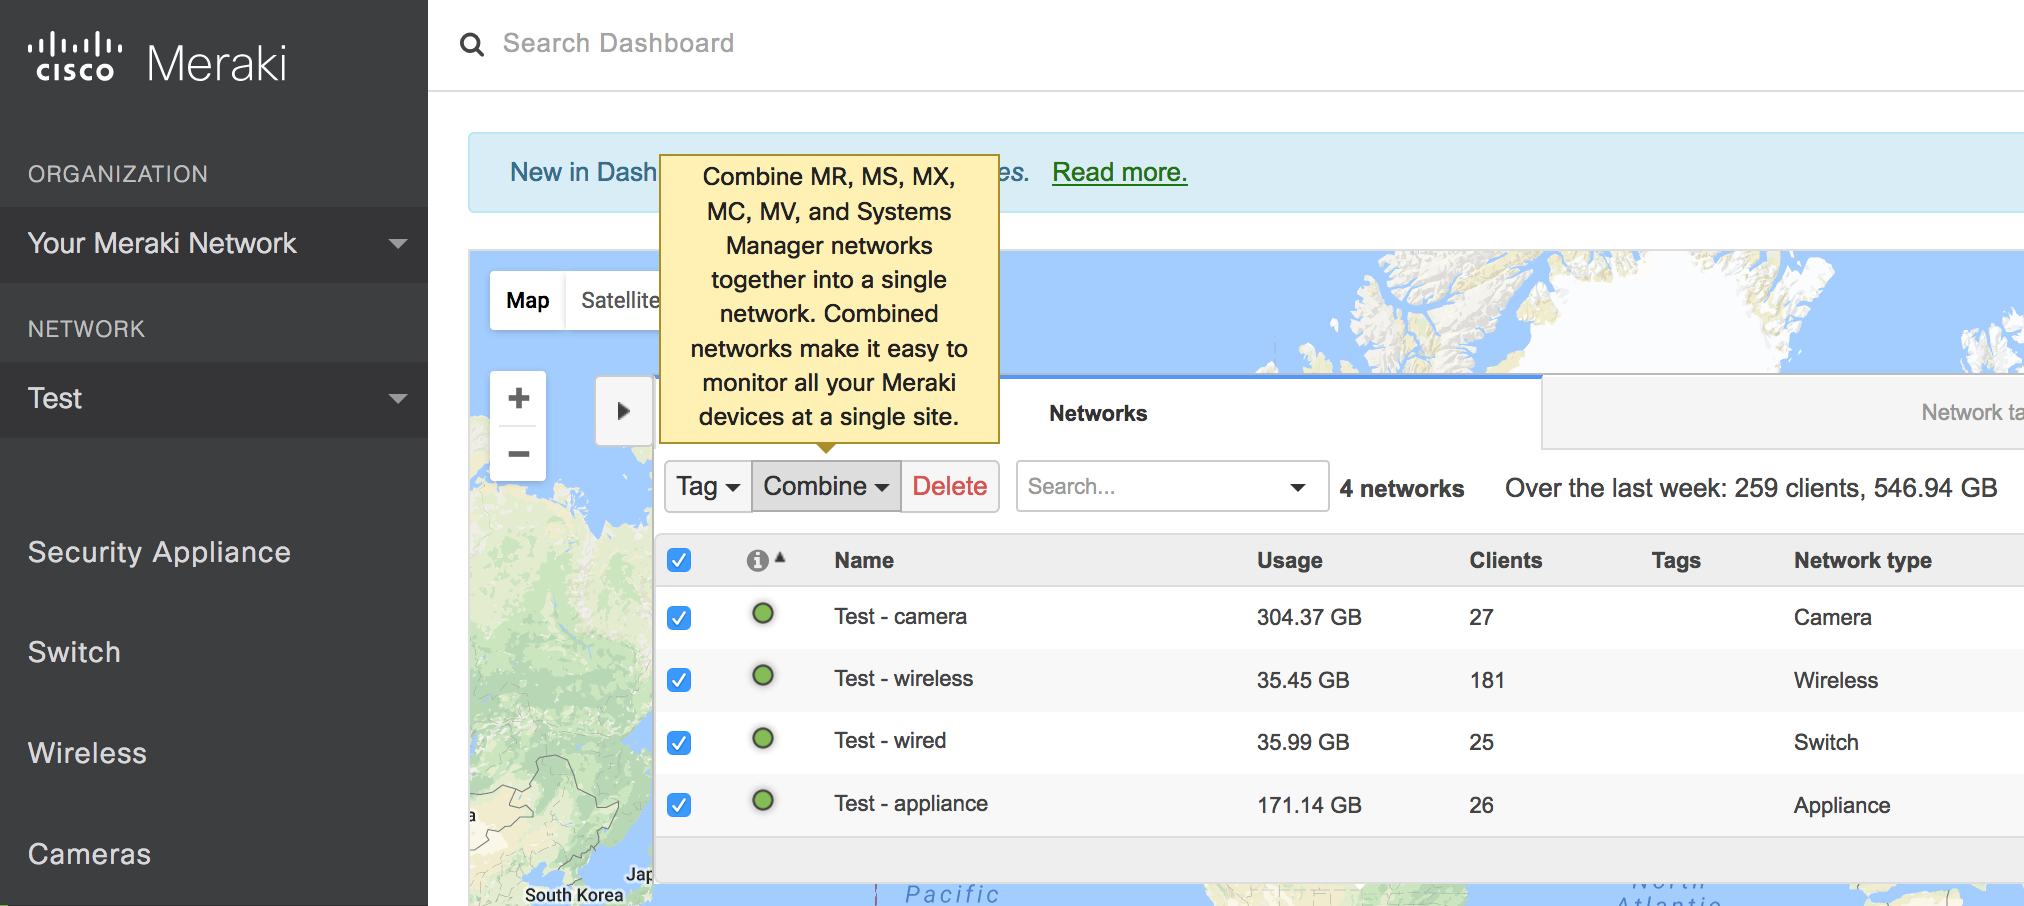 cisco Meraki
Search Dashboard
ORGANIZATION
Your Meraki Network
NETWORK
Test
Security Appliance
Switch
Wireless
Cameras
New in Dash
es. Read more.
Combine MR, MS, MX,
MC, MV, and Systems
Manager networks
together into a single
network. Combined
networks make it easy to
monitor all your Meraki
devices at a single site.
Map Satellite
Networks
Network ta
Tag Combine Delete Search... 4 networks Over the last week: 259 clients, 546.94 GB
Name Usage Clients Tags Network type
Test - camera 304.37 GB 27 Camera
Test - wireless 35.45 GB 181 Wireless
Test - wired 35.99 GB 25 Switch
Test - appliance 171.14 GB 26 Appliance
a
Jap
South Korea
Pacific
North
Atlantic